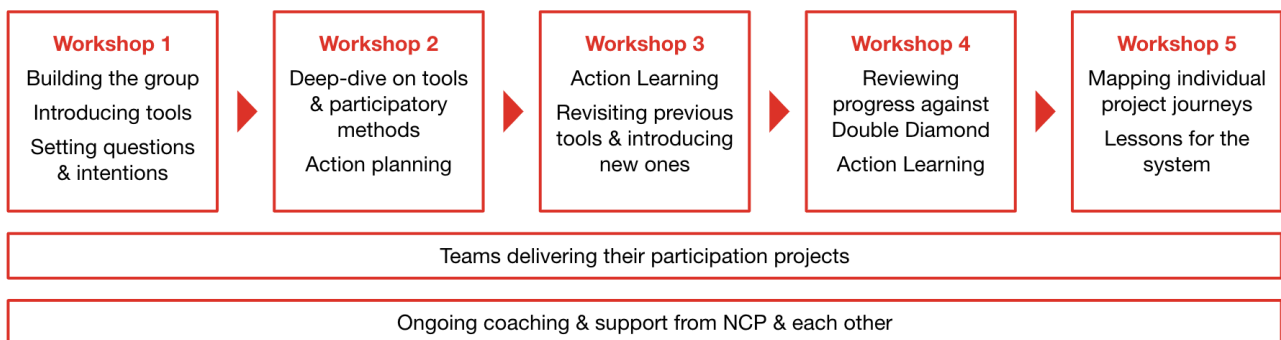 Workshop 1
Building the group
Introducing tools
Setting questions
& intentions
Workshop 2
Deep-dive on tools
& participatory
methods
Action planning
Workshop 3
Action Learning
Revisiting previous
tools & introducing
new ones
Workshop 4
Reviewing
progress against
Double Diamond
Action Learning
Workshop 5
Mapping individual
project journeys
Lessons for the
system
Teams delivering their participation projects
Ongoing coaching & support from NCP & each other